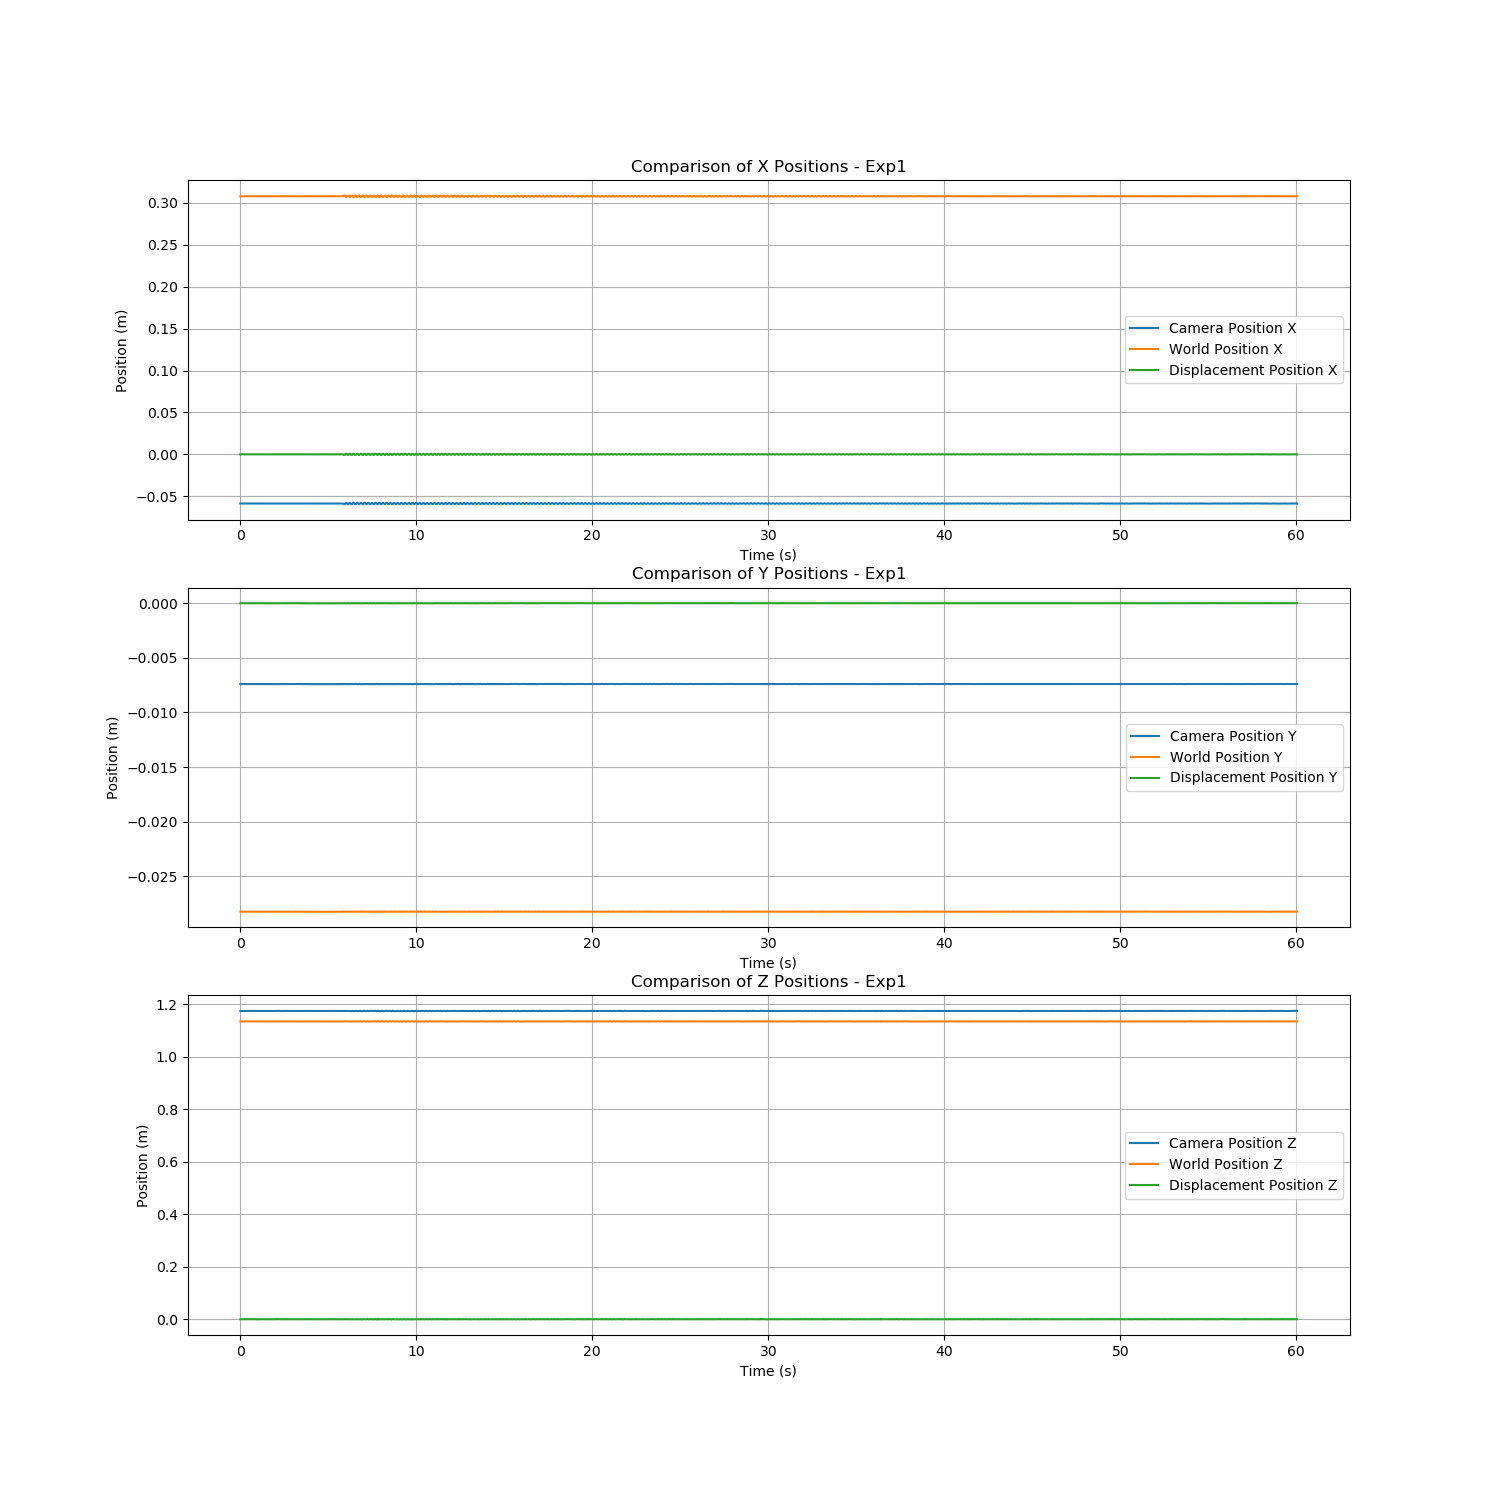 Comparison of X Positions - Exp1
0.30
0.25
0.20
0.15
0.10
0.05
0.00
−0.05
Position (m)
Camera Position X
World Position X
Displacement Position X
0 10 20 30 40 50 60
Time (s)
Comparison of Y Positions - Exp1
0.000
−0.005
−0.010
−0.015
−0.020
−0.025
Position (m)
Camera Position Y
World Position Y
Displacement Position Y
0 10 20 30 40 50 60
Time (s)
Comparison of Z Positions - Exp1
1.2
1.0
0.8
0.6
0.4
0.2
0.0
Position (m)
Camera Position Z
World Position Z
Displacement Position Z
0 10 20 30 40 50 60
Time (s)